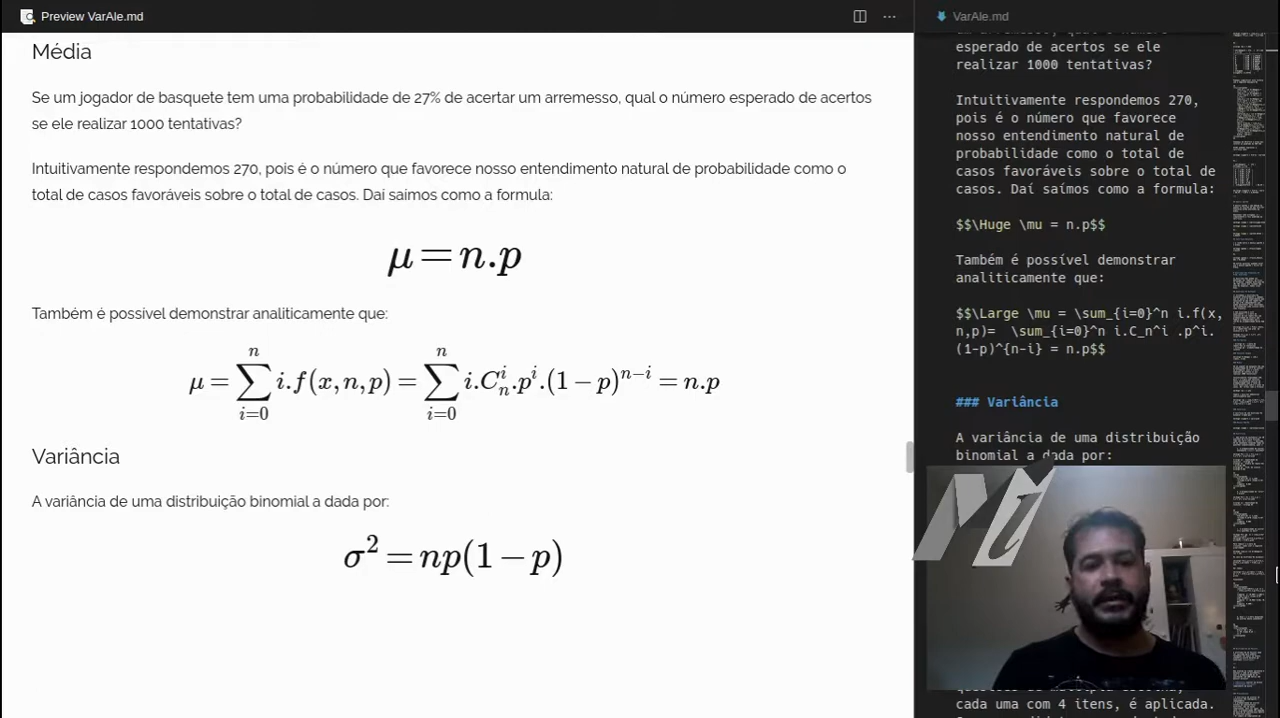 Preview VarAle.md
Média
Se um jogador de basquete tem uma probabilidade de 27% de acertar um arremesso, qual o número esperado de acertos
se ele realizar 1000 tentativas?
Intuitivamente respondemos 270, pois é o número que favorece nosso entendimento natural de probabilidade como o
total de casos favoráveis sobre o total de casos. Daí saímos como a formula:
μ = n.p
Também é possível demonstrar analiticamente que:
μ = \sum_{i=0}^{n} i.f(x, n, p) = \sum_{i=0}^{n} i.C_n^i.p^i.(1 − p)^{n−i} = n.p
Variância
A variância de uma distribuição binomial a dada por:
σ² = np(1 − p)
VarAle.md
esperado de acertos se ele
realizar 1000 tentativas?
Intuitivamente respondemos 270,
pois é o número que favorece
nosso entendimento natural de
probabilidade como o total de
casos favoráveis sobre o total de
casos. Daí saímos como a formula:
$$\Huge \mu = n.p$$
Também é possível demonstrar
analiticamente que:
$$\Large \mu = \sum_{i=0}^n i.f(x,
n,p)=  \sum_{i=0}^n i.C_n^i .p^i.
(1-p)^{n-i} = n.p$$
### Variância
A variância de uma distribuição
binomial a dada por:
Mi
cada uma com 4 itens, é aplicada.